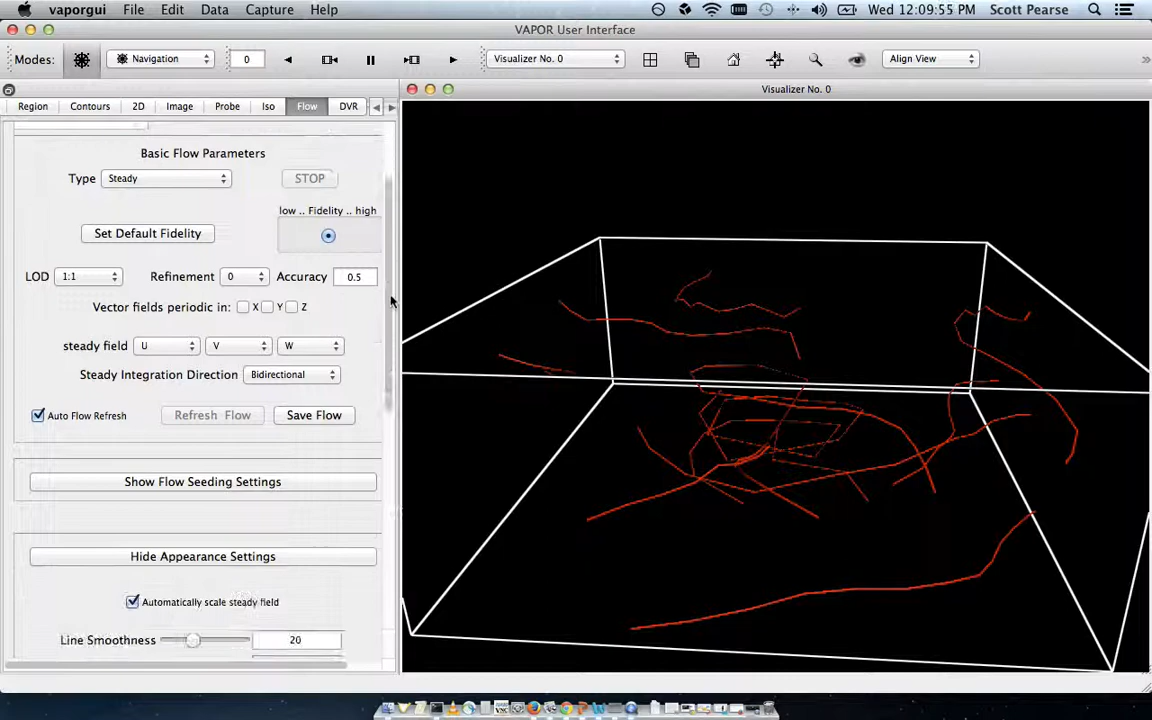 vaporgui File Edit Data Capture Help Wed 12:09:55 PM Scott Pearse
VAPOR User Interface
Modes: Navigation 0 Visualizer No. 0 Align View
Region Contours 2D Image Probe Iso Flow DVR
Visualizer No. 0
Basic Flow Parameters
Type Steady STOP
low .. Fidelity .. high
Set Default Fidelity
LOD 1:1 Refinement 0 Accuracy 0.5
Vector fields periodic in: X Y Z
steady field U V W
Steady Integration Direction Bidirectional
Auto Flow Refresh Refresh Flow Save Flow
Show Flow Seeding Settings
Hide Appearance Settings
Automatically scale steady field
Line Smoothness 20